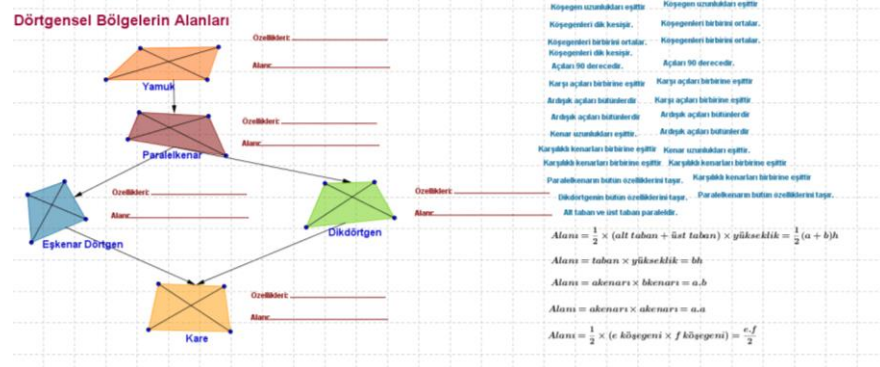 Dörtgensel Bölgelerin Alanları
Özellikleri:
Alanı:
Yamuk
Özellikleri:
Alanı:
Paralelkenar
Özellikleri:
Alanı:
Eşkenar Dörtgen
Özellikleri:
Alanı:
Dikdörtgen
Özellikleri:
Alanı:
Kare
Köşegen uzunlukları eşittir Köşegen uzunlukları eşittir
Köşegenleri dik kesişir. Köşegenleri birbirini ortalar.
Köşegenleri birbirini ortalar. Köşegenleri birbirini ortalar.
Köşegenleri dik kesişir.
Açıları 90 derecedir. Açıları 90 derecedir.
Karşı açıları birbirine eşittir Karşı açıları birbirine eşittir
Ardışık açıları bütünlerdir Karşı açıları birbirine eşittir
Ardışık açıları bütünlerdir Ardışık açıları bütünlerdir
Kenar uzunlukları eşittir. Ardışık açıları bütünlerdir
Karşılıklı kenarları birbirine eşittir Kenar uzunlukları eşittir.
Karşılıklı kenarları birbirine eşittir Karşılıklı kenarları birbirine eşittir
Paralelkenarın bütün özelliklerini taşır. Karşılıklı kenarları birbirine eşittir
Dikdörtgenin bütün özelliklerini taşır. Paralelkenarın bütün özelliklerini taşır.
Alt taban ve üst taban paraleldir.
Alanı = 1/2 × (alt taban + üst taban) × yükseklik = 1/2 (a + b)h
Alanı = taban × yükseklik = bh
Alanı = akenarı × bkenarı = a.b
Alanı = akenarı × akenarı = a.a
Alanı = 1/2 × (e köşegeni × f köşegeni) = e.f/2